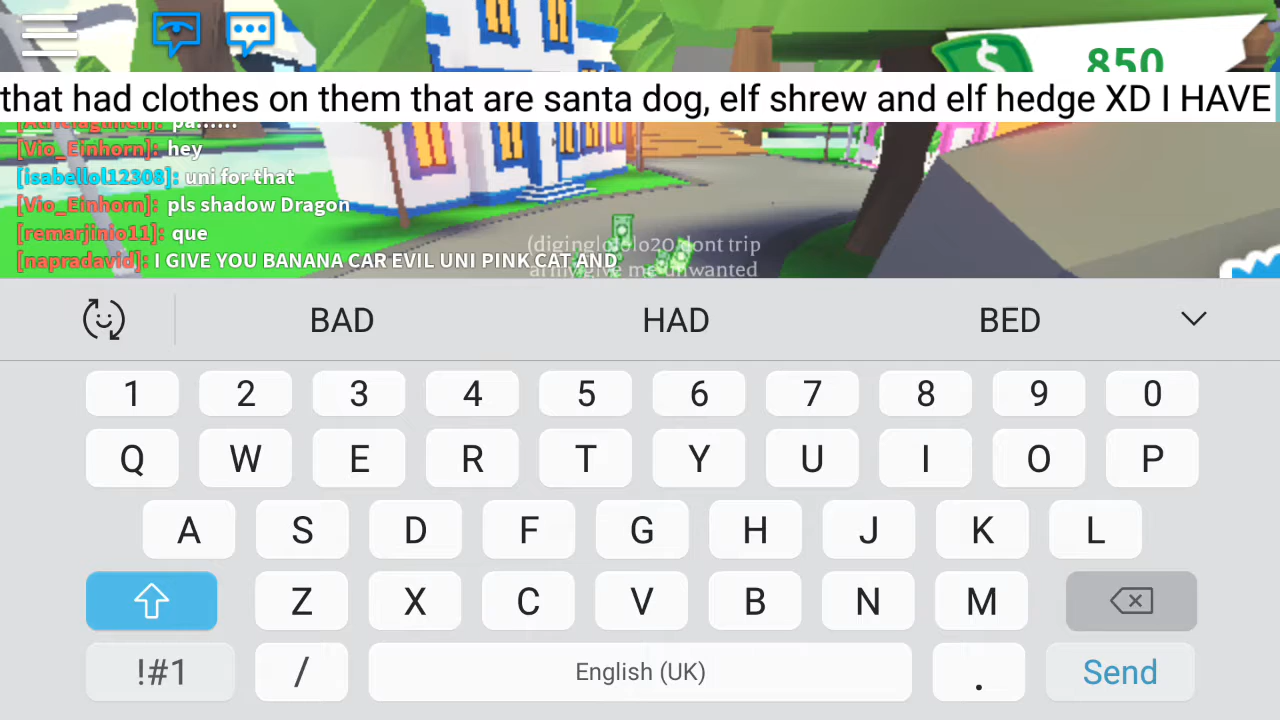 850
that had clothes on them that are santa dog, elf shrew and elf hedge XD I HAVE
pa......
[Vio_Einhorn]: hey
[isabellol12308]: uni for that
[Vio_Einhorn]: pls shadow Dragon
[remarjinio11]: que
(diginglololo20 dont trip
[napradavid]: I GIVE YOU BANANA CAR EVIL UNI PINK CAT AND
give me unwanted
BAD HAD BED
1 2 3 4 5 6 7 8 9 0
Q W E R T Y U I O P
A S D F G H J K L
Z X C V B N M
!#1 / English (UK) . Send